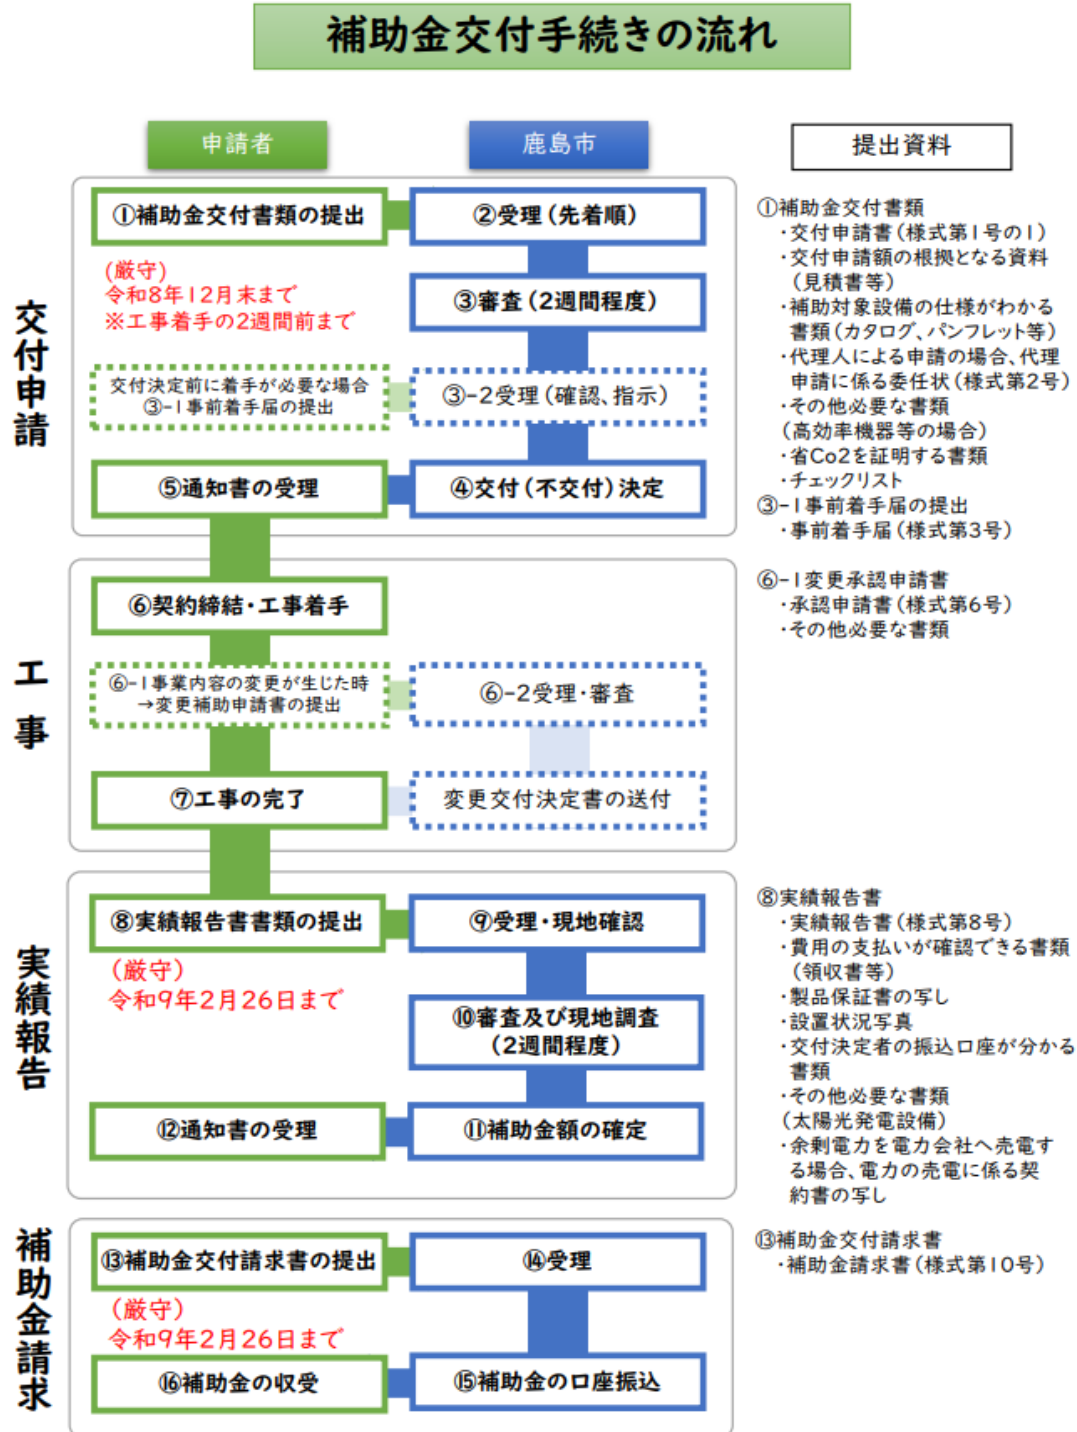 補助金交付手続きの流れ
申請者
鹿島市
提出資料
交付申請
①補助金交付書類の提出
②受理(先着順)
(厳守)
令和8年12月末まで
※工事着手の2週間前まで
③審査(2週間程度)
交付決定前に着手が必要な場合
③-1事前着手届の提出
③-2受理(確認、指示)
⑤通知書の受理
④交付(不交付)決定
①補助金交付書類
・交付申請書(様式第1号の1)
・交付申請額の根拠となる資料
(見積書等)
・補助対象設備の仕様がわかる
書類(カタログ、パンフレット等)
・代理人による申請の場合、代理
申請に係る委任状(様式第2号)
・その他必要な書類
(高効率機器等の場合)
・省Co2を証明する書類
・チェックリスト
③-1事前着手届の提出
・事前着手届(様式第3号)
工事
⑥契約締結・工事着手
⑥-1事業内容の変更が生じた時
→変更補助申請書の提出
⑥-2受理・審査
⑦工事の完了
変更交付決定書の送付
⑥-1変更承認申請書
・承認申請書(様式第6号)
・その他必要な書類
実績報告
⑧実績報告書書類の提出
⑨受理・現地確認
(厳守)
令和9年2月26日まで
⑩審査及び現地調査
(2週間程度)
⑫通知書の受理
⑪補助金額の確定
⑧実績報告書
・実績報告書(様式第8号)
・費用の支払いが確認できる書類
(領収書等)
・製品保証書の写し
・設置状況写真
・交付決定者の振込口座が分かる
書類
・その他必要な書類
(太陽光発電設備)
・余剰電力を電力会社へ売電す
る場合、電力の売電に係る契
約書の写し
補助金請求
⑬補助金交付請求書の提出
⑭受理
(厳守)
令和9年2月26日まで
⑯補助金の収受
⑮補助金の口座振込
⑬補助金交付請求書
・補助金請求書(様式第10号)